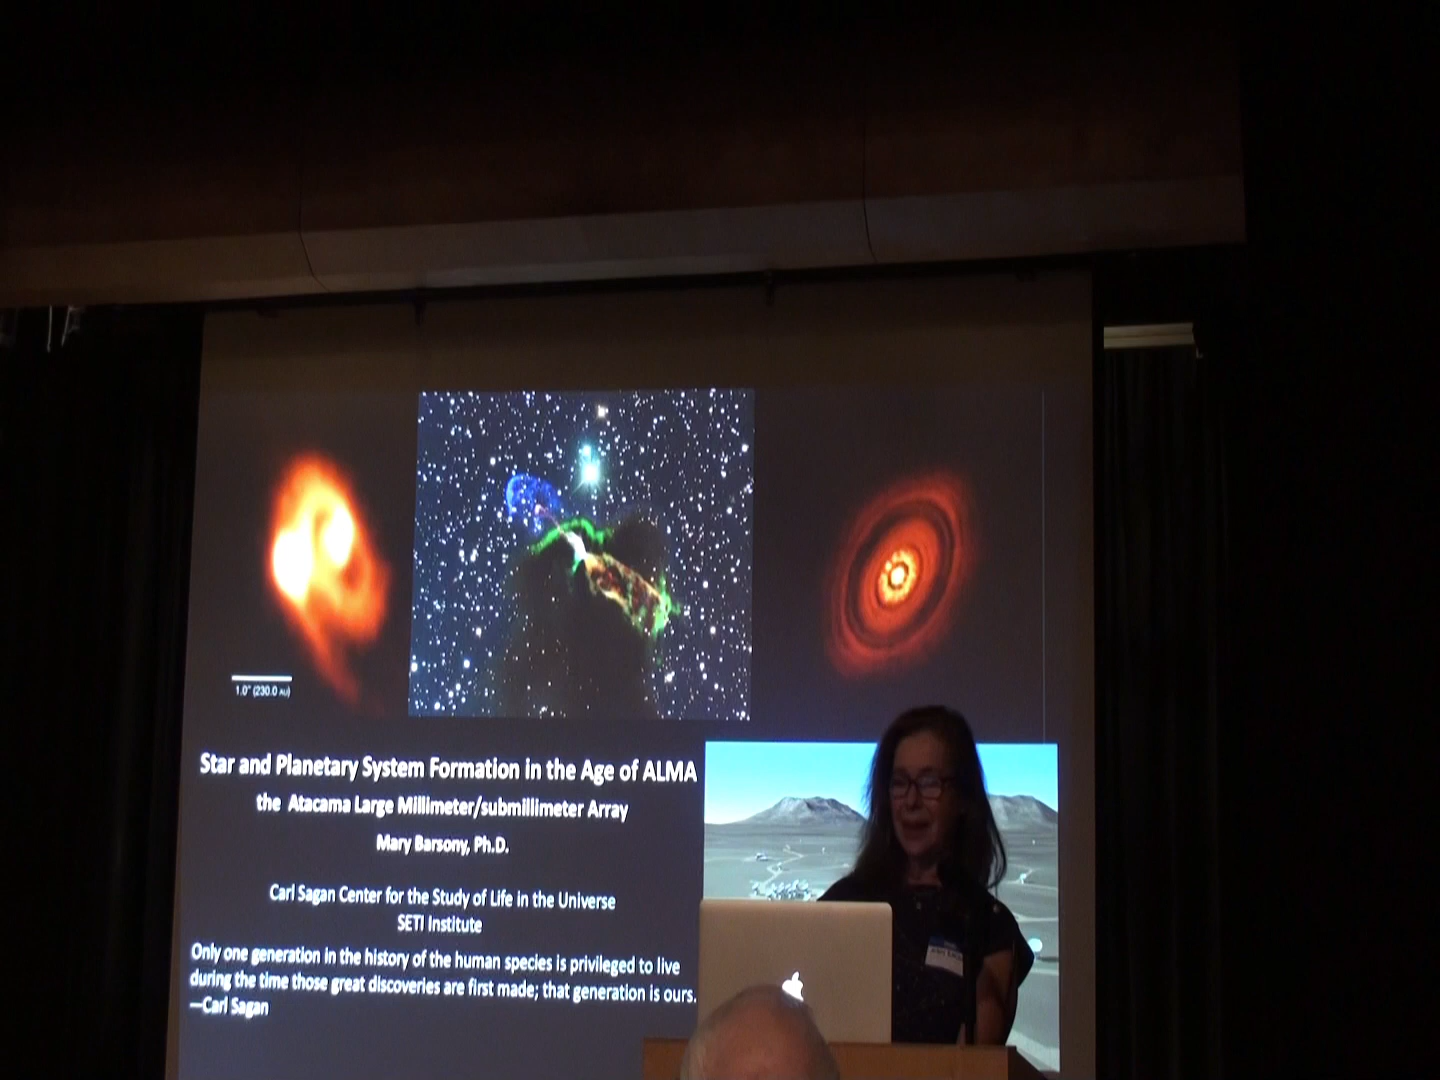 1.0" (230.0 AU)
Star and Planetary System Formation in the Age of ALMA
the Atacama Large Millimeter/submillimeter Array
Mary Barsony, Ph.D.
Carl Sagan Center for the Study of Life in the Universe
SETI Institute
Only one generation in the history of the human species is privileged to live
during the time those great discoveries are first made; that generation is ours.
—Carl Sagan